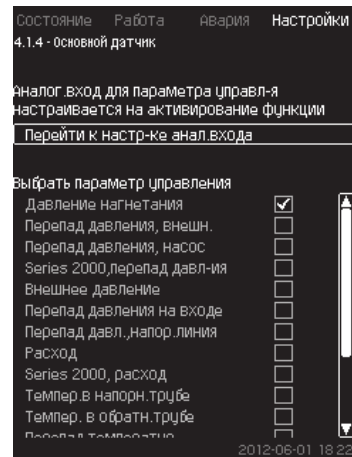 Состояние Работа Авария Настройки
4.1.4 - Основной датчик
Аналог.вход для параметра управл-я
настраивается на активирование функции
Перейти к настр-ке анал.входа
Выбрать параметр управления
Давление нагнетания
Перепад давления, внешн.
Перепад давления, насос
Series 2000,перепад давл-ия
Внешнее давление
Перепад давления на входе
Перепад давл.,напор.линия
Расход
Series 2000, расход
Темпер.в напорн.трубе
Темпер. в обратн.трубе
2012-06-01 18:22